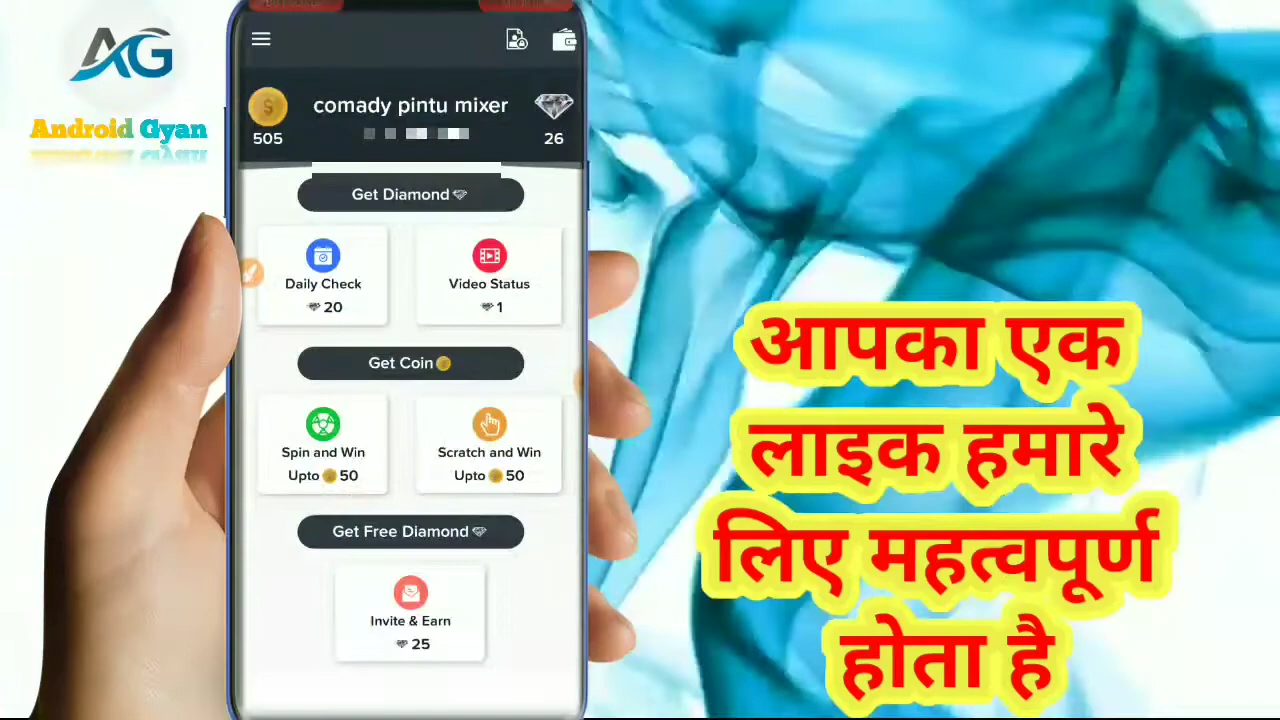 AG
Android Gyan
comady pintu mixer
505
26
Get Diamond
Daily Check
20
Video Status
1
Get Coin
Spin and Win
Upto 50
Scratch and Win
Upto 50
Get Free Diamond
Invite & Earn
25
आपका एक
लाइक हमारे
लिए महत्वपूर्ण
होता है